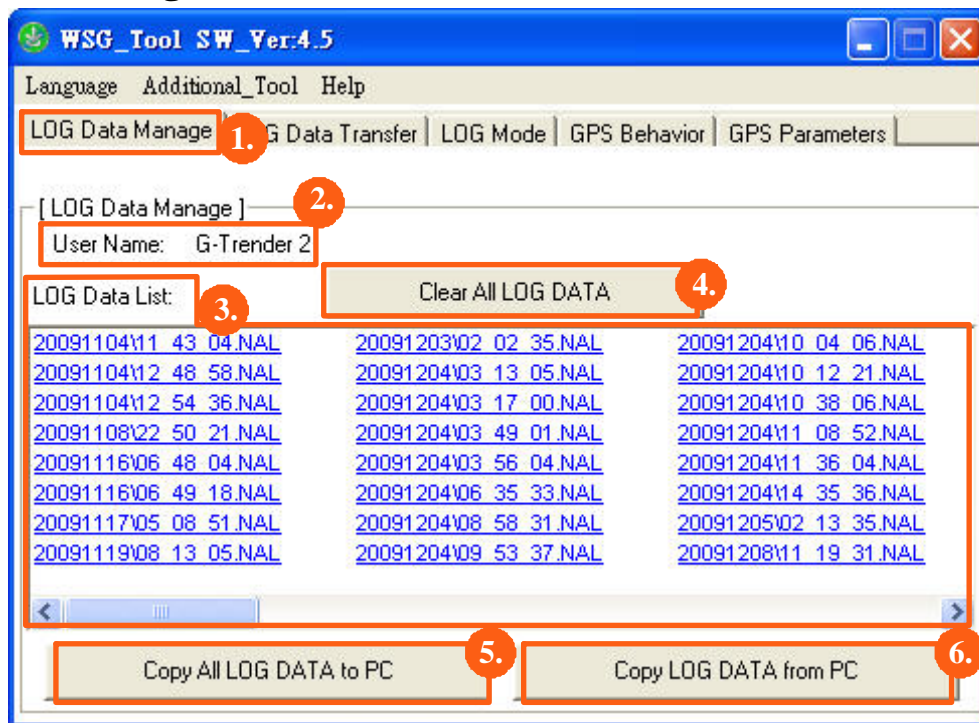 WSG_Tool SW_Ver:4.5
Language Additional_Tool Help
LOG Data Manage 1. G Data Transfer LOG Mode GPS Behavior GPS Parameters
[ LOG Data Manage ] 2.
User Name: G-Trender 2
LOG Data List: 3. Clear All LOG DATA 4.
20091104\11_43_04.NAL 20091203\02_02_35.NAL 20091204\10_04_06.NAL
20091104\12_48_58.NAL 20091204\03_13_05.NAL 20091204\10_12_21.NAL
20091104\12_54_36.NAL 20091204\03_17_00.NAL 20091204\10_38_06.NAL
20091108\22_50_21.NAL 20091204\03_49_01.NAL 20091204\11_08_52.NAL
20091116\06_48_04.NAL 20091204\03_56_04.NAL 20091204\11_36_04.NAL
20091116\06_49_18.NAL 20091204\06_35_33.NAL 20091204\14_35_36.NAL
20091117\05_08_51.NAL 20091204\08_58_31.NAL 20091205\02_13_35.NAL
20091119\08_13_05.NAL 20091204\09_53_37.NAL 20091208\11_19_31.NAL
Copy All LOG DATA to PC 5. Copy LOG DATA from PC 6.